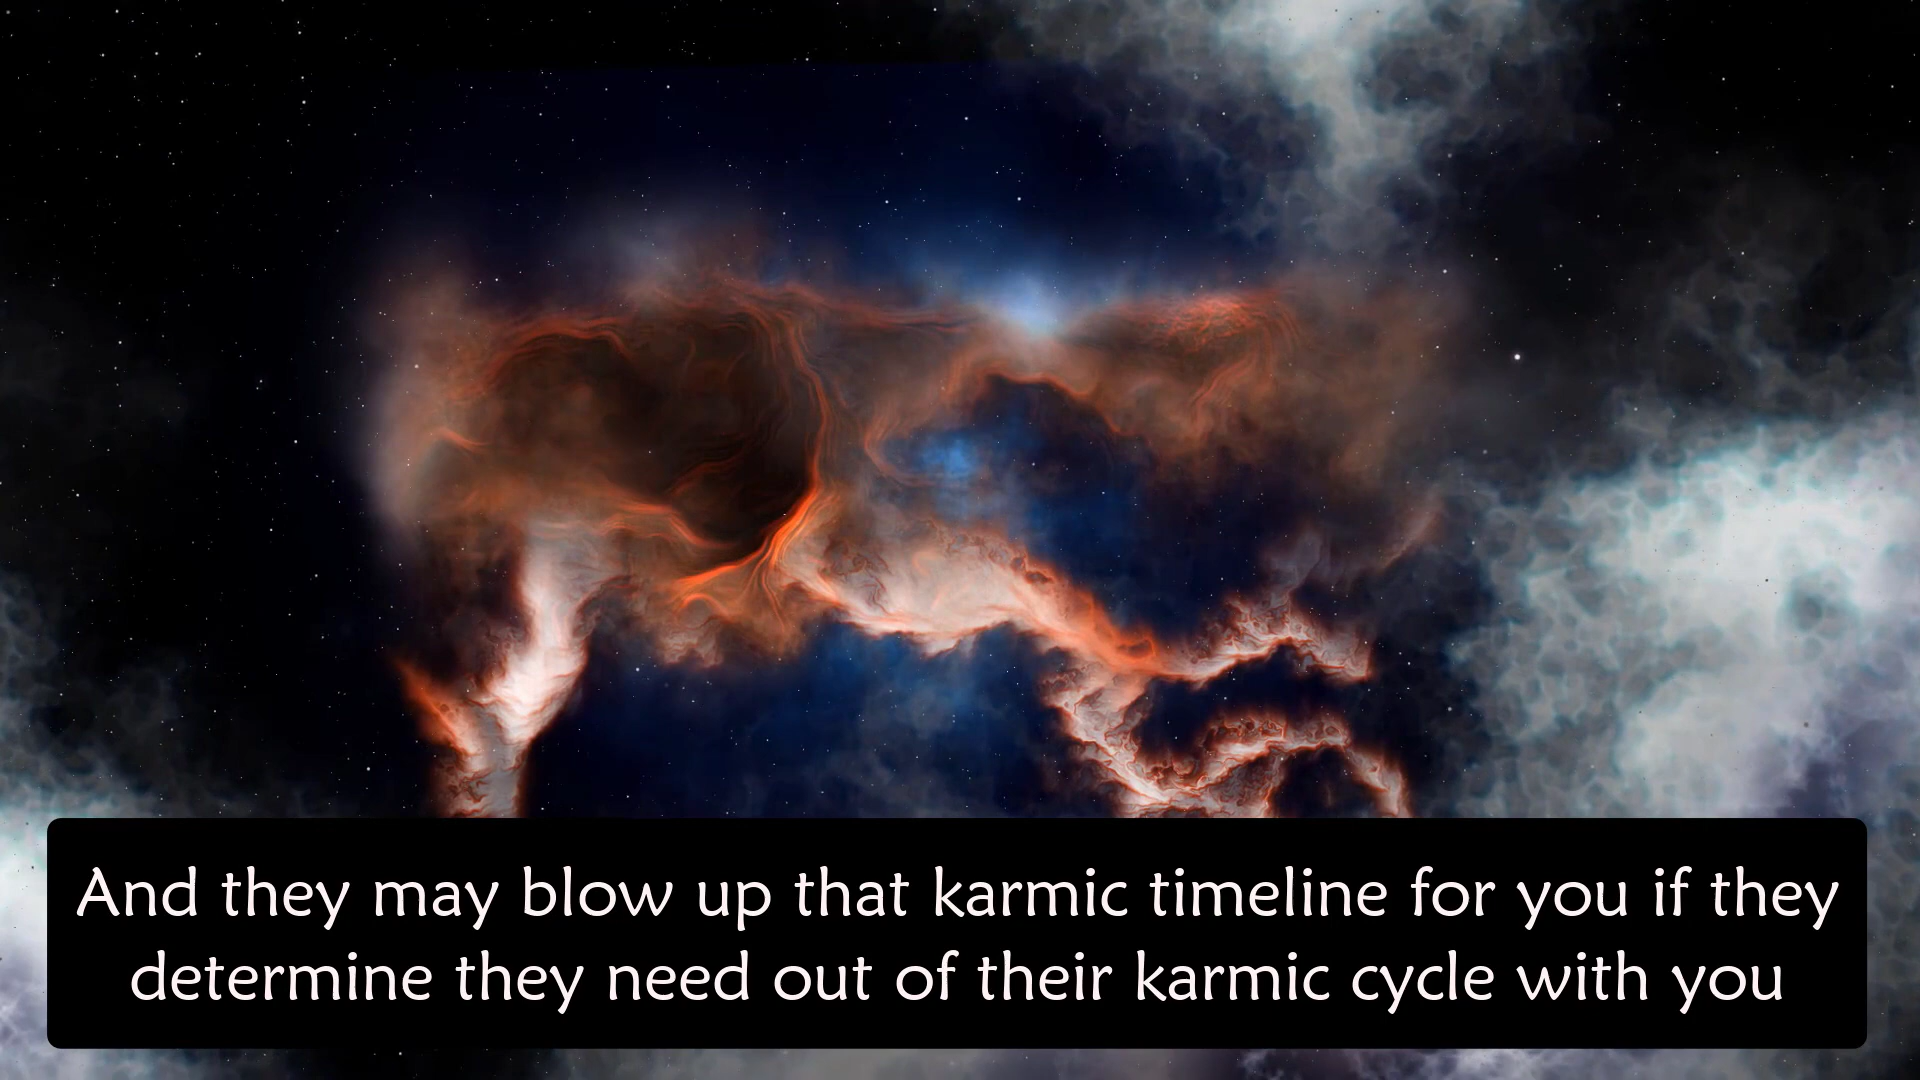 And they may blow up that karmic timeline for you if they
determine they need out of their karmic cycle with you